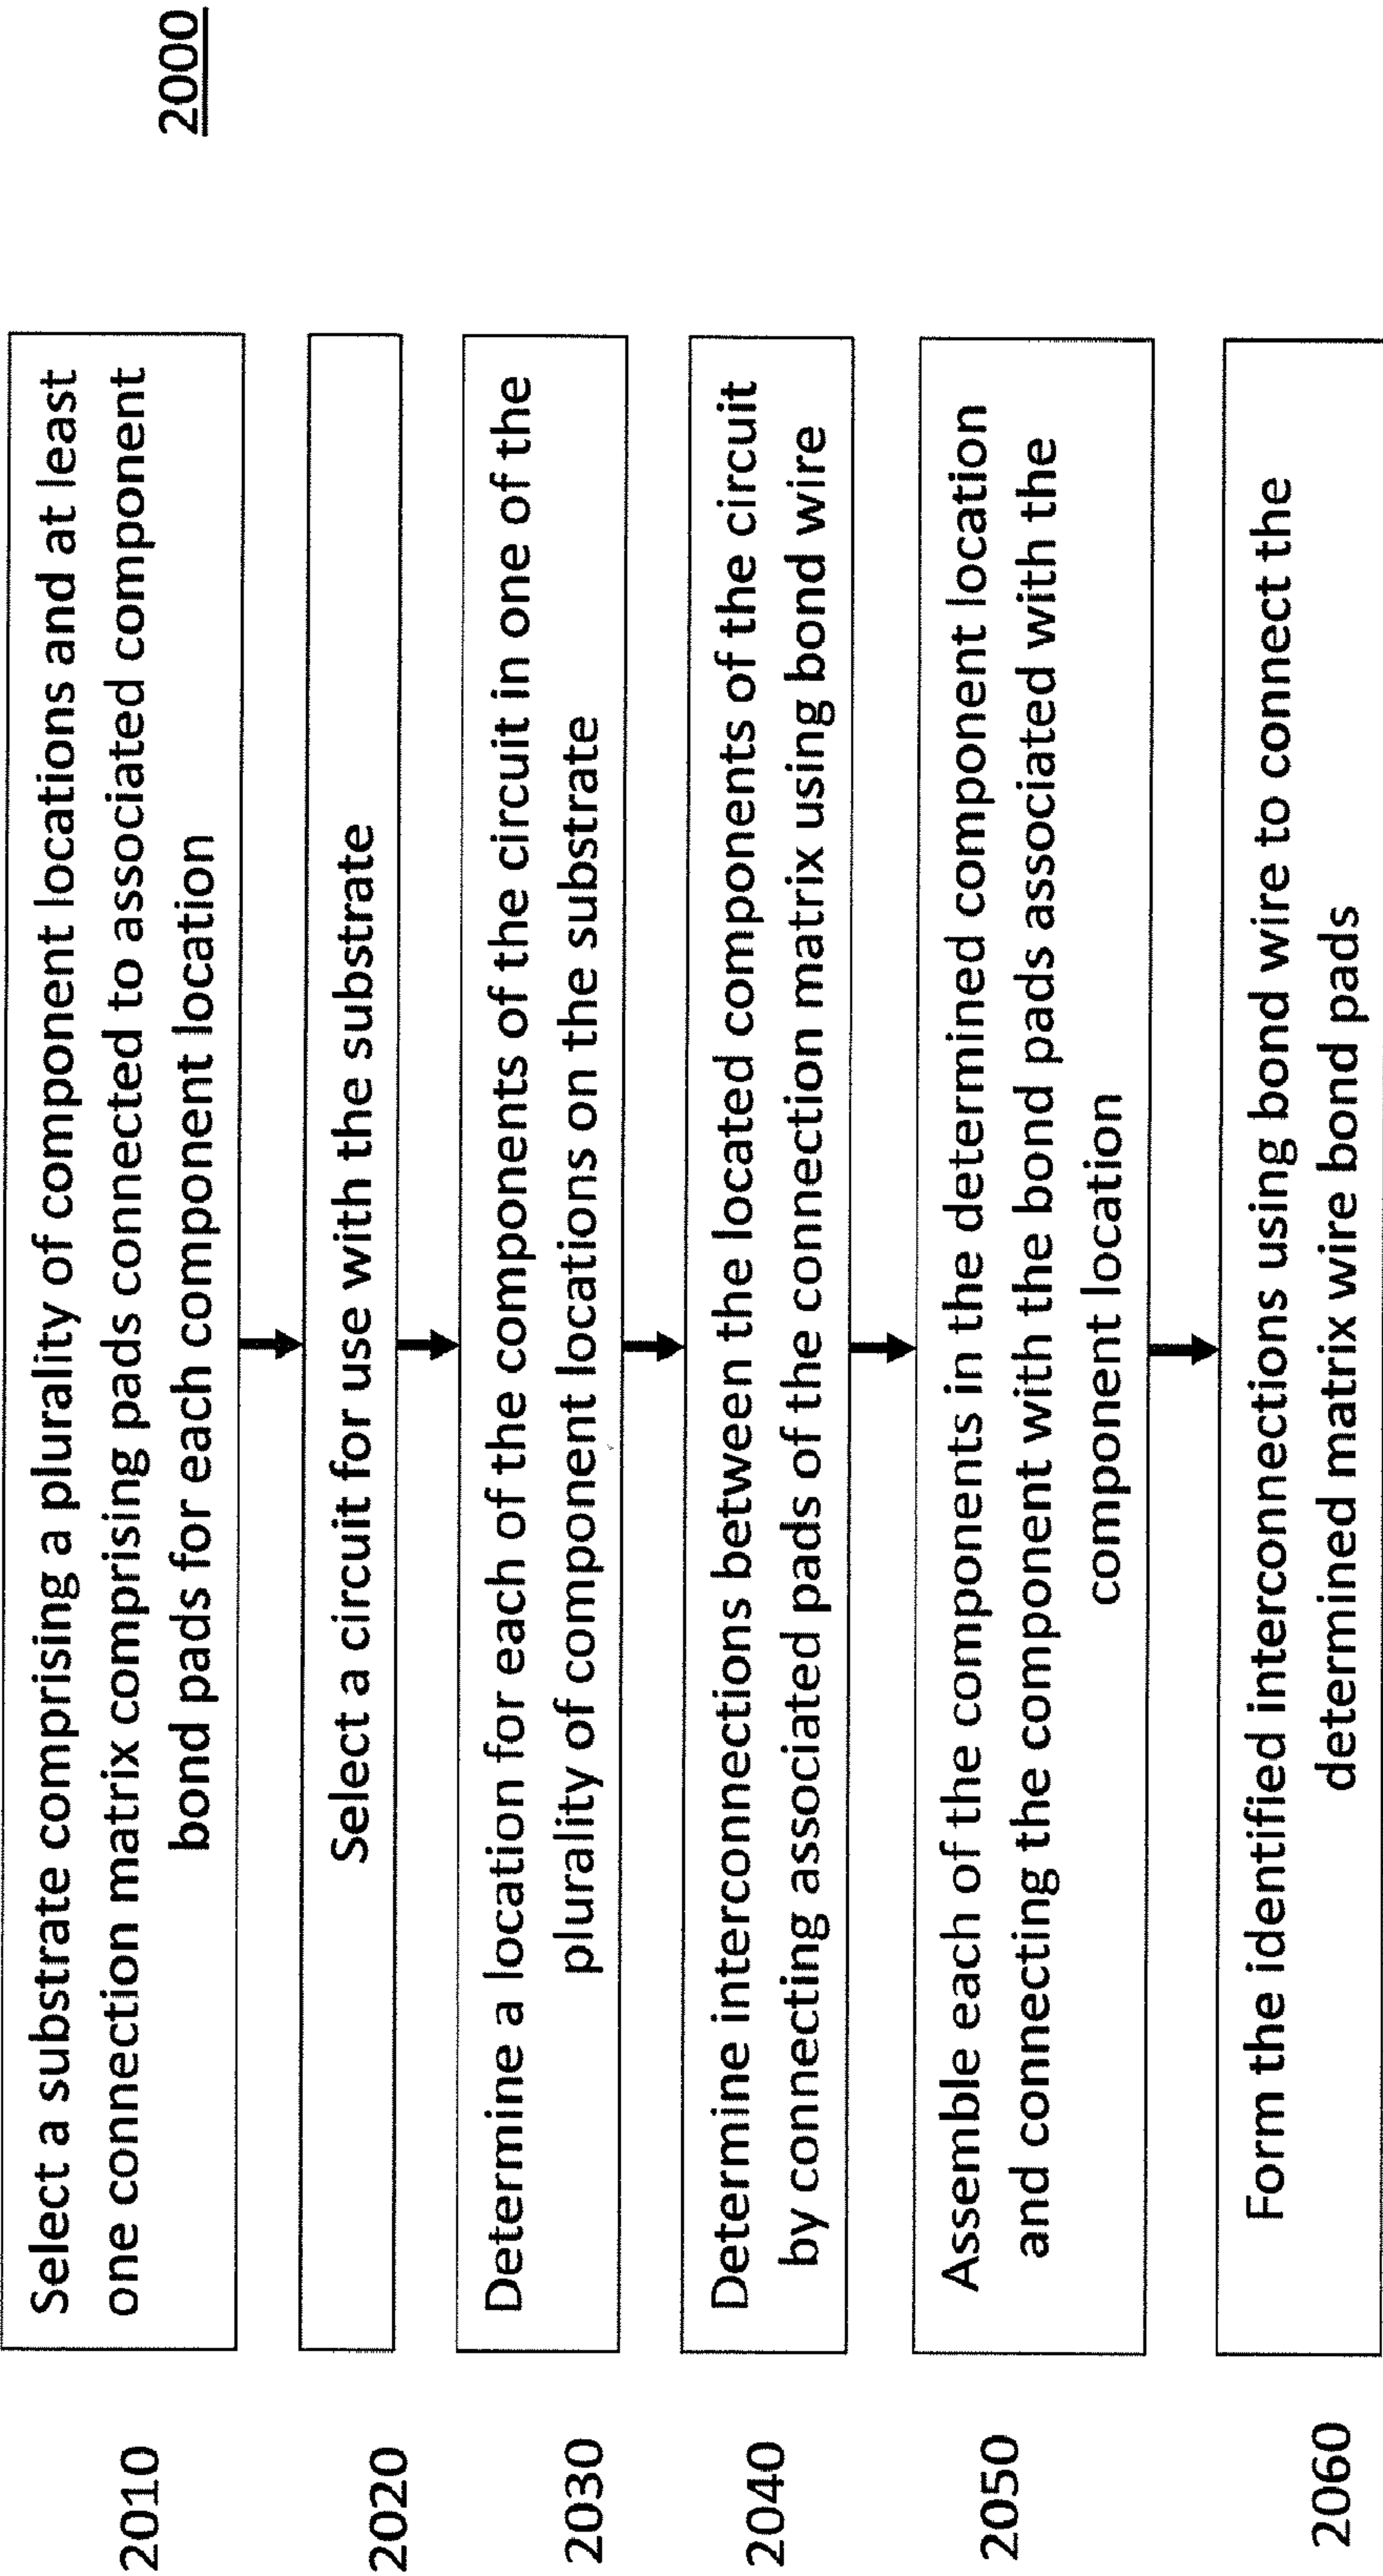 2000
2010
Select a substrate comprising a plurality of component locations and at least
one connection matrix comprising pads connected to associated component
bond pads for each component location
2020
Select a circuit for use with the substrate
2030
Determine a location for each of the components of the circuit in one of the
plurality of component locations on the substrate
2040
Determine interconnections between the located components of the circuit
by connecting associated pads of the connection matrix using bond wire
2050
Assemble each of the components in the determined component location
and connecting the component with the bond pads associated with the
component location
2060
Form the identified interconnections using bond wire to connect the
determined matrix wire bond pads